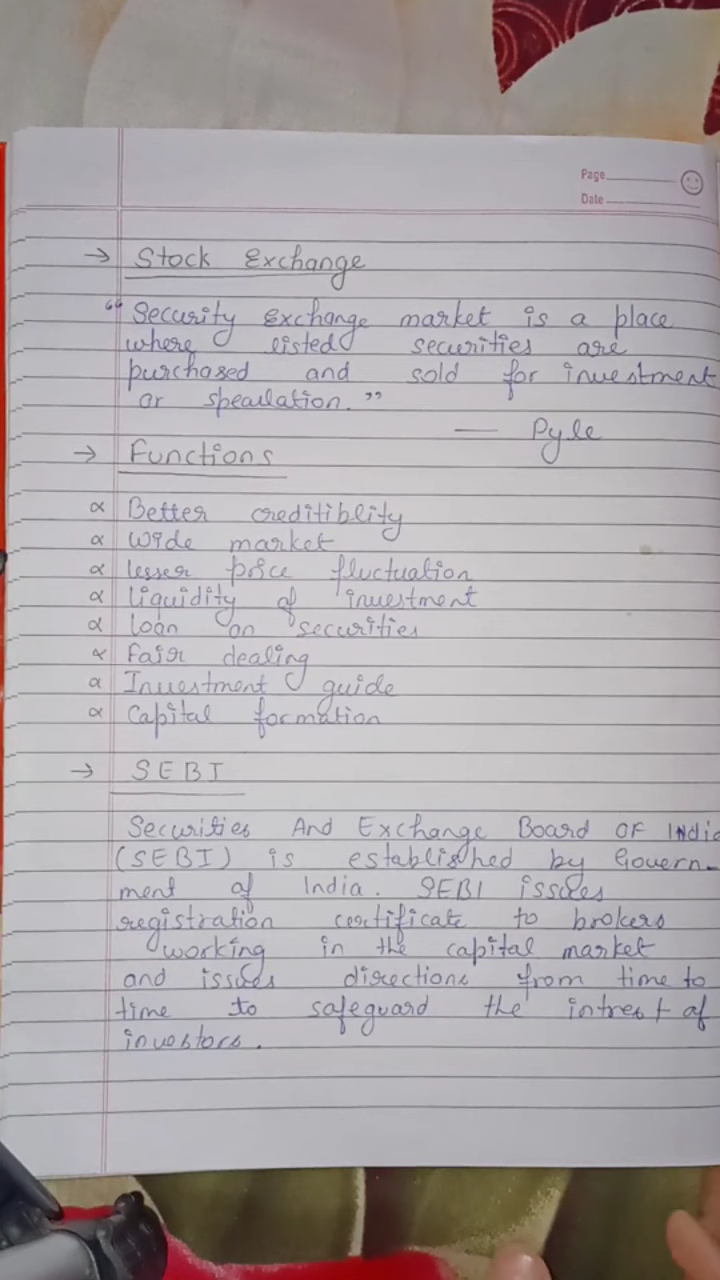 Page
Date
→ Stock Exchange
“Security exchange market is a place
where listed securities are
purchased and sold for investment
or speculation.”
— Pyle
→ Functions
∝ Better creditiblity
∝ Wide market
∝ lesser price fluctuation
∝ liquidity of investment
∝ loan on securities
∝ Fair dealing
∝ Investment guide
∝ Capital formation
→ SEBI
Securities And Exchange Board OF India
(SEBI) is established by Govern-
ment of India. SEBI issues
registration certificate to brokers
working in the capital market
and issues directions from time to
time to safeguard the intrest of
investors.